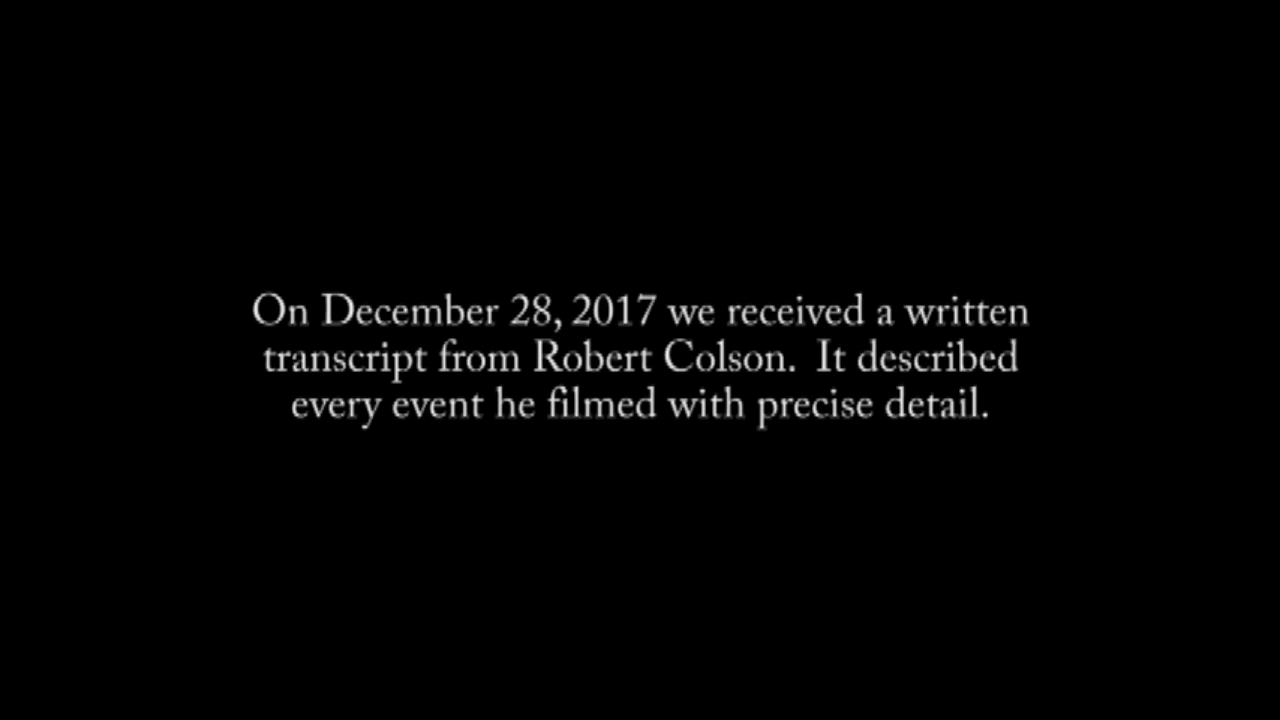 On December 28, 2017 we received a written
transcript from Robert Colson.  It described
every event he filmed with precise detail.